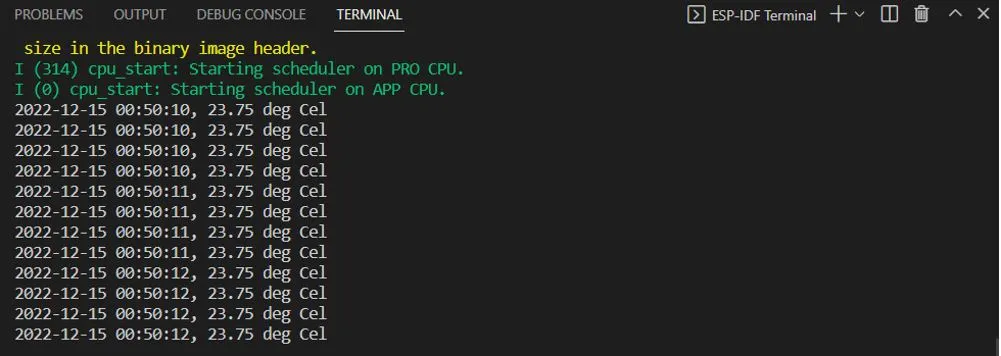 PROBLEMS OUTPUT DEBUG CONSOLE TERMINAL ESP-IDF Terminal
size in the binary image header.
I (314) cpu_start: Starting scheduler on PRO CPU.
I (0) cpu_start: Starting scheduler on APP CPU.
2022-12-15 00:50:10, 23.75 deg Cel
2022-12-15 00:50:10, 23.75 deg Cel
2022-12-15 00:50:10, 23.75 deg Cel
2022-12-15 00:50:10, 23.75 deg Cel
2022-12-15 00:50:11, 23.75 deg Cel
2022-12-15 00:50:11, 23.75 deg Cel
2022-12-15 00:50:11, 23.75 deg Cel
2022-12-15 00:50:11, 23.75 deg Cel
2022-12-15 00:50:12, 23.75 deg Cel
2022-12-15 00:50:12, 23.75 deg Cel
2022-12-15 00:50:12, 23.75 deg Cel
2022-12-15 00:50:12, 23.75 deg Cel